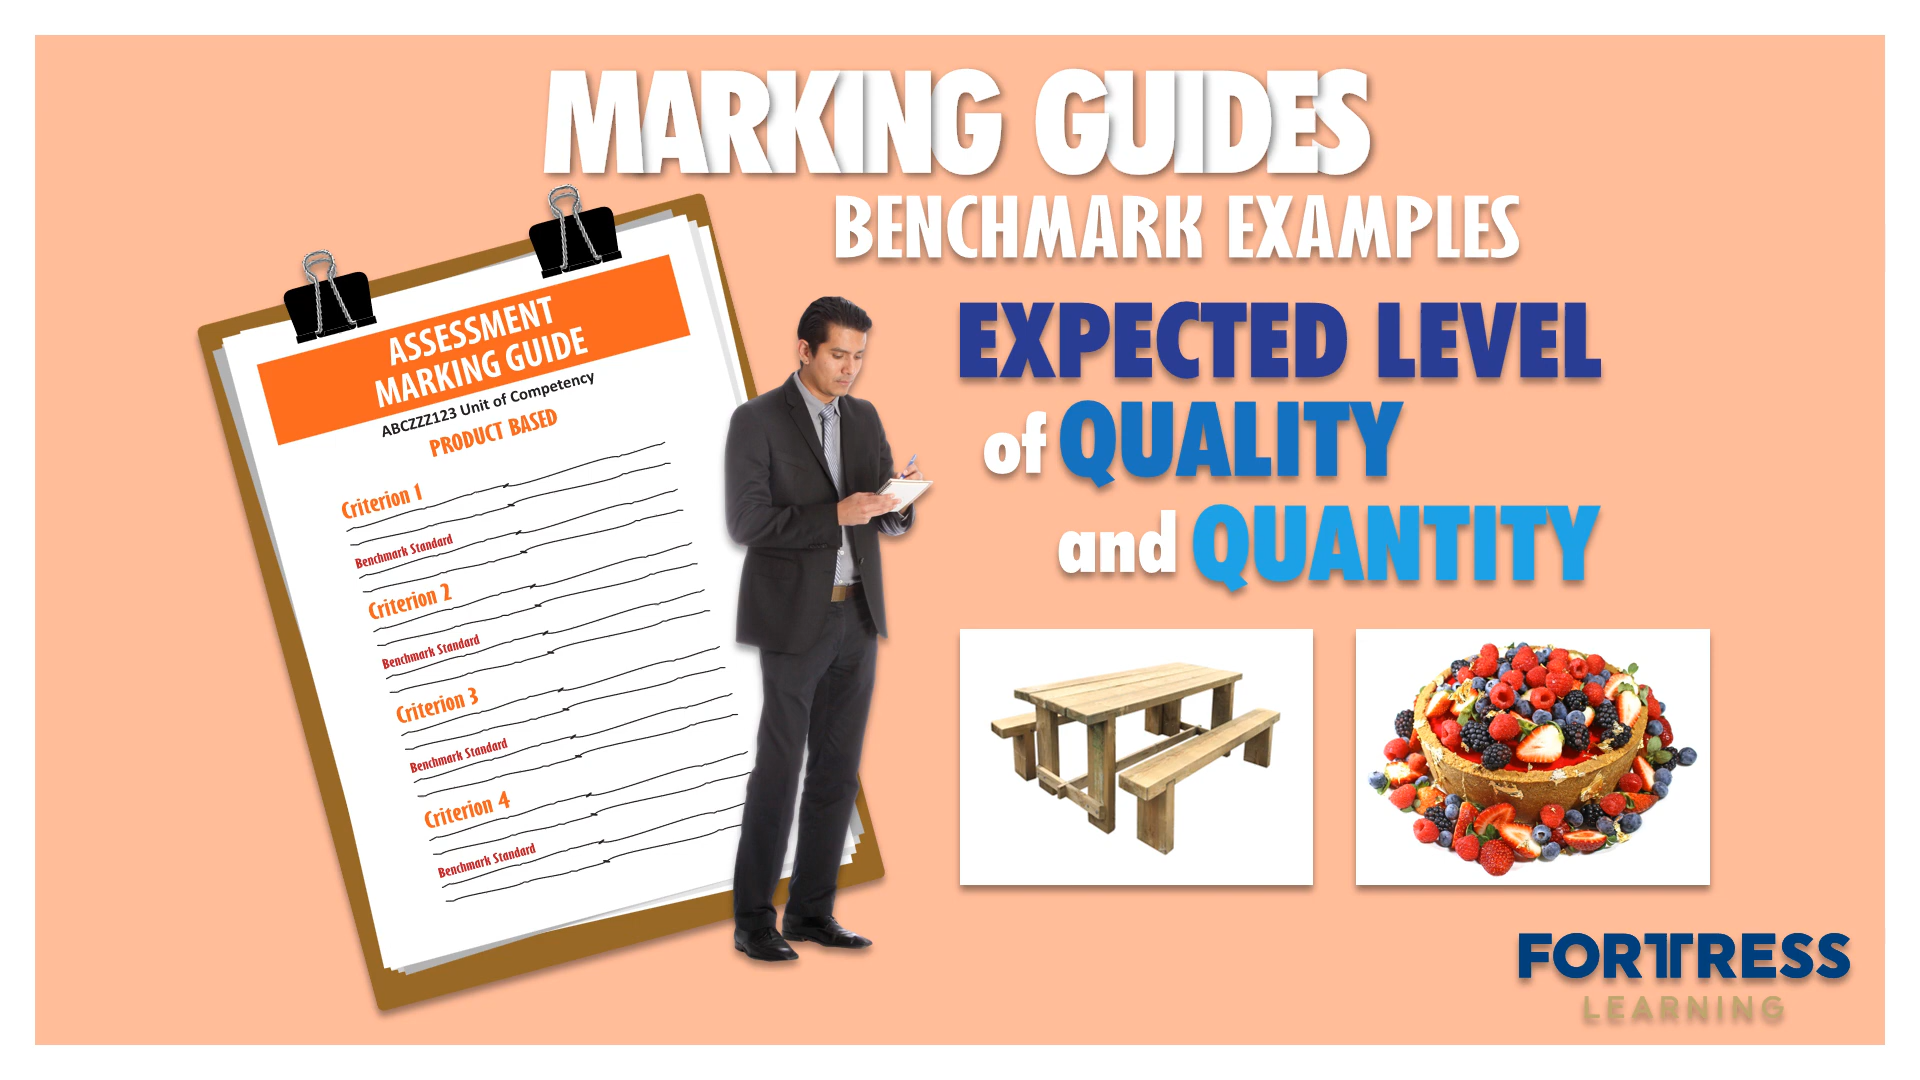 MARKING GUIDES
BENCHMARK EXAMPLES
EXPECTED LEVEL
of QUALITY
and QUANTITY
ASSESSMENT
MARKING GUIDE
ABCZZZ123 Unit of Competency
PRODUCT BASED
Criterion 1
Benchmark Standard
Criterion 2
Benchmark Standard
Criterion 3
Benchmark Standard
Criterion 4
Benchmark Standard
FORTRESS
LEARNING